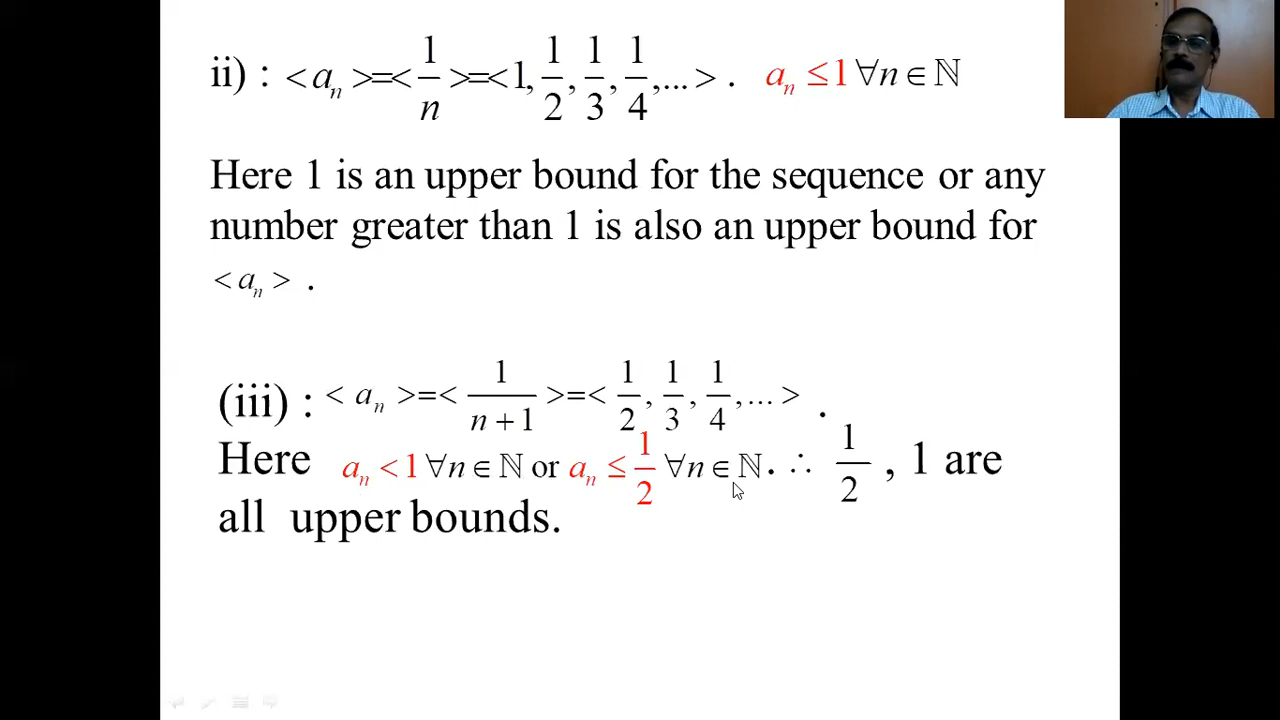 ii) : < aₙ >=< 1/n >=< 1, 1/2, 1/3, 1/4, ... > . aₙ ≤ 1 ∀n ∈ ℕ
Here 1 is an upper bound for the sequence or any
number greater than 1 is also an upper bound for
< aₙ > .
(iii) : < aₙ >=< 1/(n+1) >=< 1/2, 1/3, 1/4, ... > .
Here aₙ < 1 ∀n ∈ ℕ or aₙ ≤ 1/2 ∀n ∈ ℕ. ∴ 1/2 , 1 are
all upper bounds.